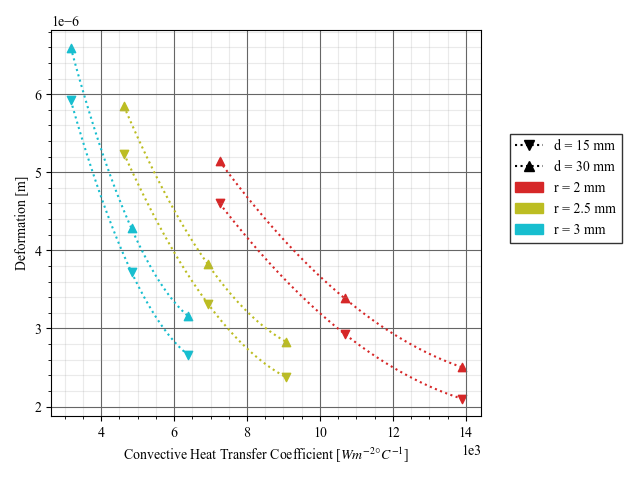 1e−6
6
5
4
3
2
Deformation [m]
4 6 8 10 12 14
1e3
Convective Heat Transfer Coefficient [Wm⁻²°C⁻¹]
d = 15 mm
d = 30 mm
r = 2 mm
r = 2.5 mm
r = 3 mm